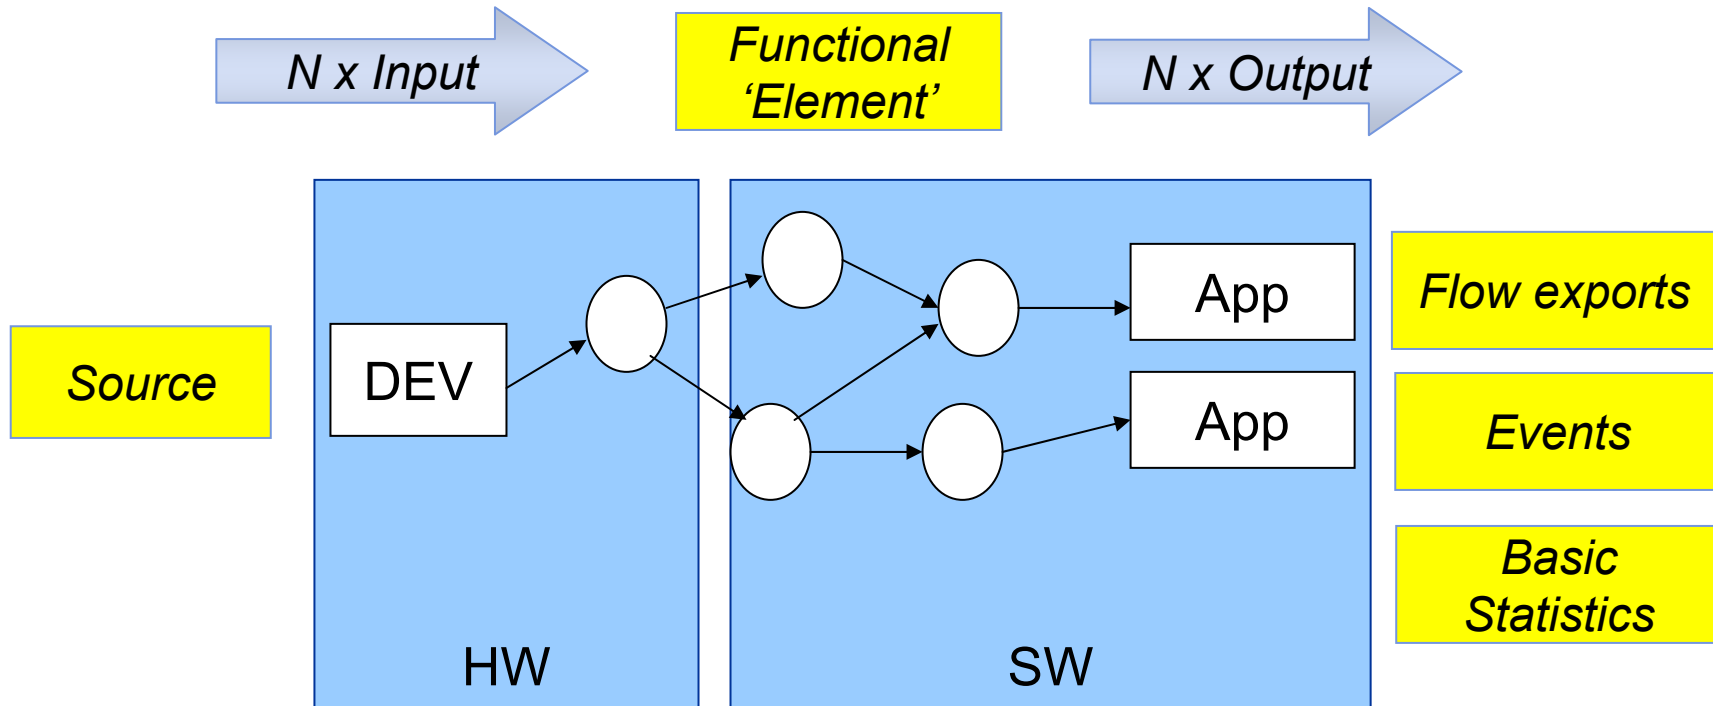 N x Input
Functional
‘Element’
N x Output
Source
DEV
App
App
Flow exports
Events
Basic
Statistics
HW
SW